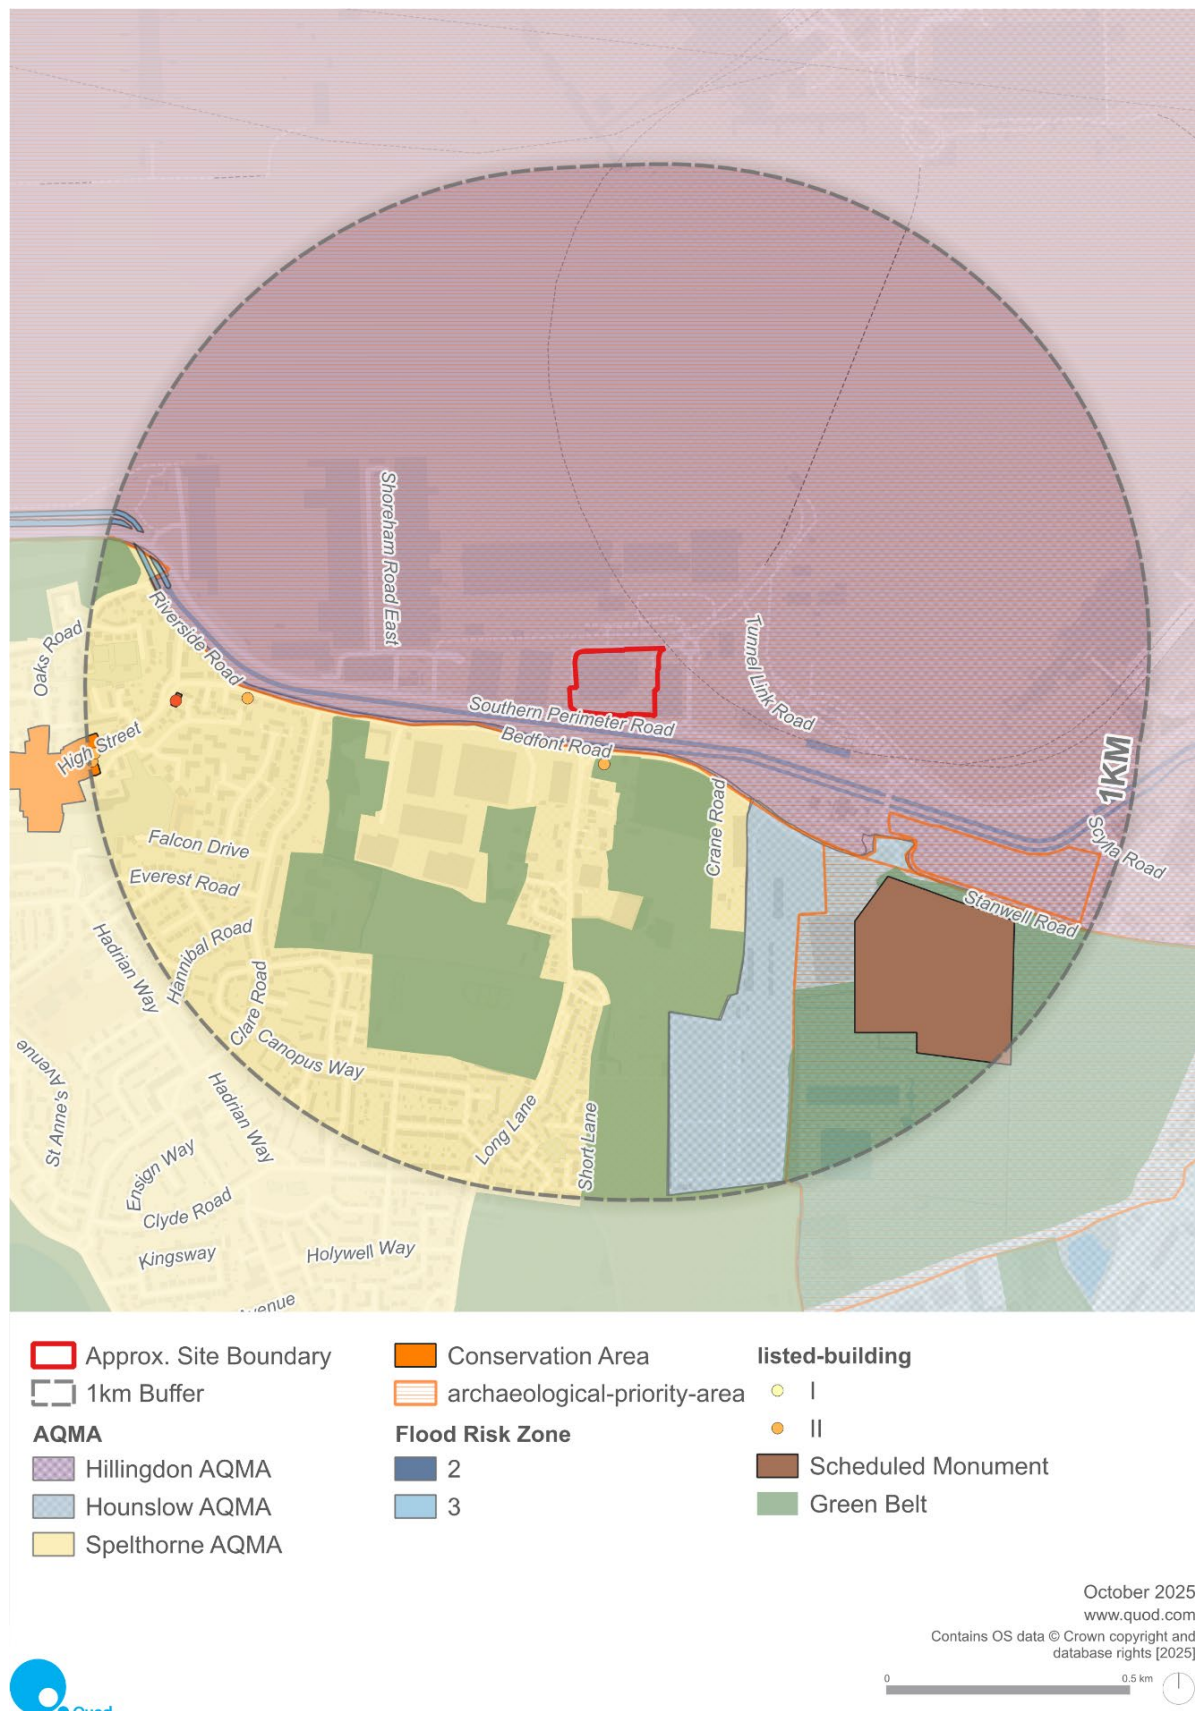 Shoreham Road East
Oaks Road
Riverside Road
Tunnel Link Road
Southern Perimeter Road
Bedfont Road
High Street
1KM
Crane Road
Scylla Road
Falcon Drive
Everest Road
Stanwell Road
Hadrian Way
Hannibal Road
Clare Road
Canopus Way
St Anne's Avenue
Hadrian Way
Long Lane
Short Lane
Ensign Way
Clyde Road
Kingsway
Holywell Way
Avenue
Approx. Site Boundary
1km Buffer
AQMA
Hillingdon AQMA
Hounslow AQMA
Spelthorne AQMA
Conservation Area
archaeological-priority-area
Flood Risk Zone
2
3
listed-building
I
II
Scheduled Monument
Green Belt
October 2025
www.quod.com
Contains OS data © Crown copyright and
database rights [2025]
0 0.5 km
Quod